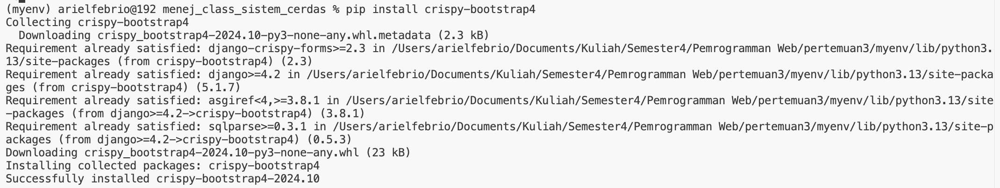 (myenv) arielfebrio@192 menej_class_sistem_cerdas % pip install crispy-bootstrap4
Collecting crispy-bootstrap4
  Downloading crispy_bootstrap4-2024.10-py3-none-any.whl.metadata (2.3 kB)
Requirement already satisfied: django-crispy-forms>=2.3 in /Users/arielfebrio/Documents/Kuliah/Semester4/Pemrogramman Web/pertemuan3/myenv/lib/python3.
13/site-packages (from crispy-bootstrap4) (2.3)
Requirement already satisfied: django>=4.2 in /Users/arielfebrio/Documents/Kuliah/Semester4/Pemrogramman Web/pertemuan3/myenv/lib/python3.13/site-packa
ges (from crispy-bootstrap4) (5.1.7)
Requirement already satisfied: asgiref<4,>=3.8.1 in /Users/arielfebrio/Documents/Kuliah/Semester4/Pemrogramman Web/pertemuan3/myenv/lib/python3.13/site
-packages (from django>=4.2->crispy-bootstrap4) (3.8.1)
Requirement already satisfied: sqlparse>=0.3.1 in /Users/arielfebrio/Documents/Kuliah/Semester4/Pemrogramman Web/pertemuan3/myenv/lib/python3.13/site-p
ackages (from django>=4.2->crispy-bootstrap4) (0.5.3)
Downloading crispy_bootstrap4-2024.10-py3-none-any.whl (23 kB)
Installing collected packages: crispy-bootstrap4
Successfully installed crispy-bootstrap4-2024.10